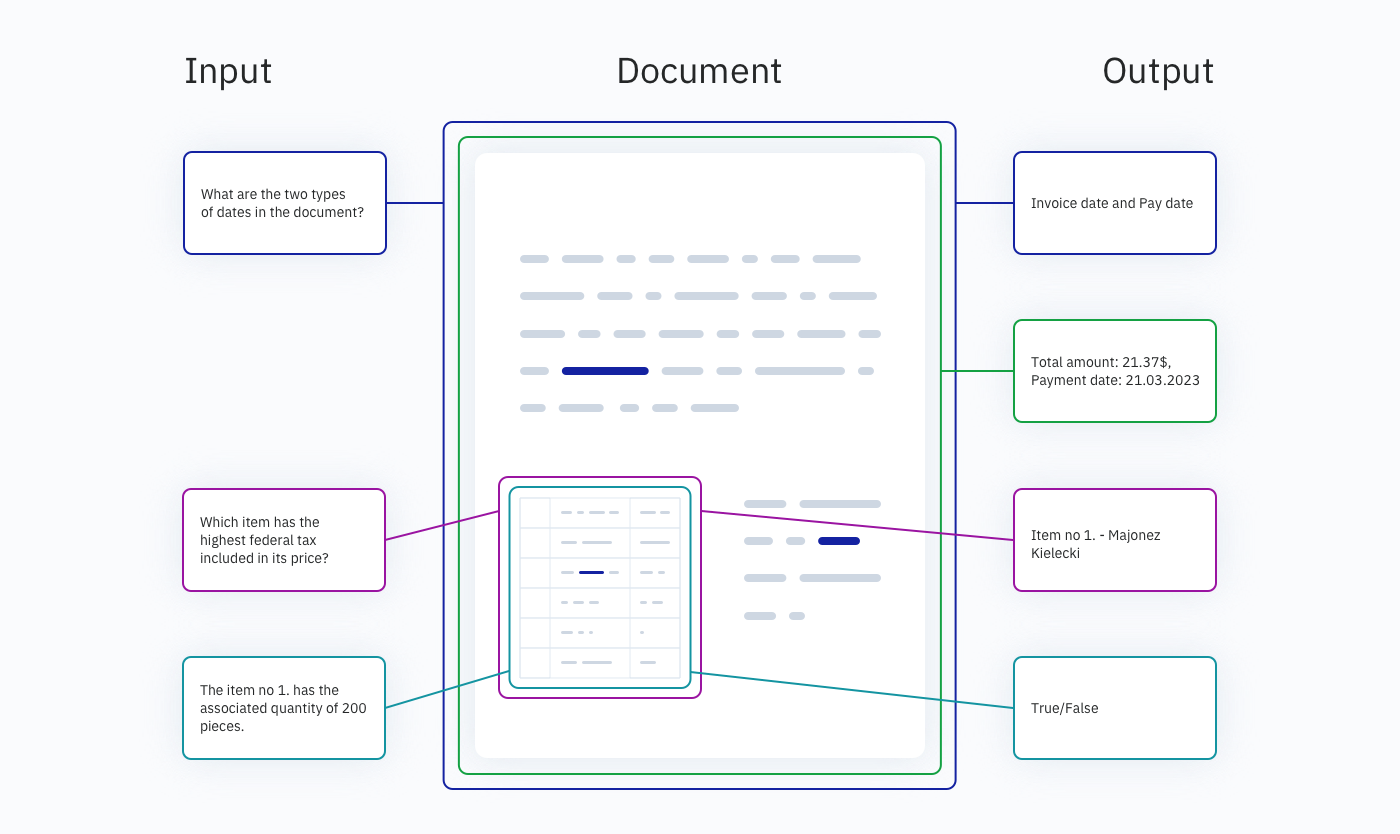 Input
Document
Output
What are the two types
of dates in the document?
Invoice date and Pay date
Total amount: 21.37$,
Payment date: 21.03.2023
Which item has the
highest federal tax
included in its price?
Item no 1. - Majonez
Kielecki
The item no 1. has the
associated quantity of 200
pieces.
True/False